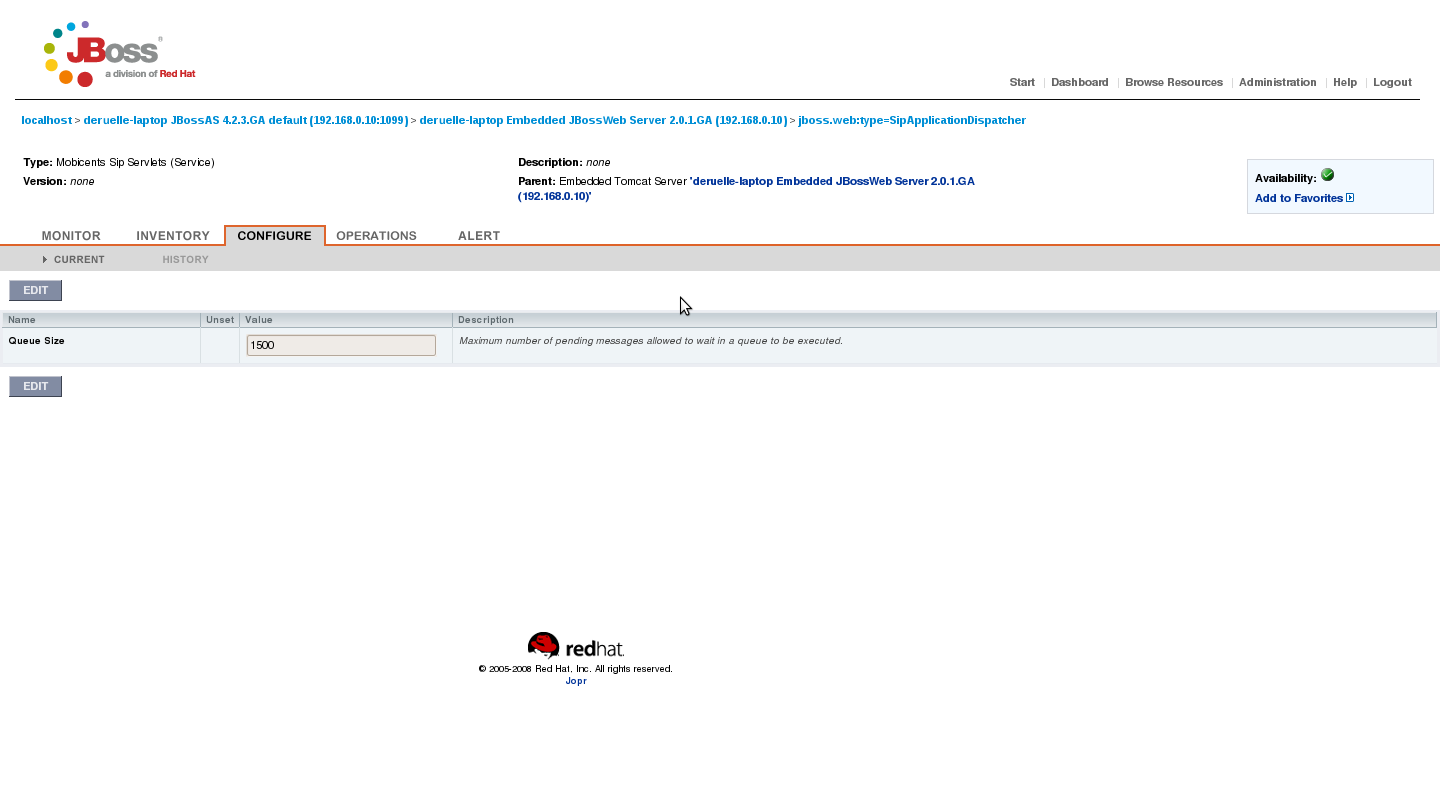 JBoss®
a division of Red Hat
Start Dashboard Browse Resources Administration Help Logout
localhost > deruelle-laptop JBossAS 4.2.3.GA default (192.168.0.10:1099) > deruelle-laptop Embedded JBossWeb Server 2.0.1.GA (192.168.0.10) > jboss.web:type=SipApplicationDispatcher
Type: Mobicents Sip Servlets (Service)
Version: none
Description: none
Parent: Embedded Tomcat Server 'deruelle-laptop Embedded JBossWeb Server 2.0.1.GA
(192.168.0.10)'
Availability:
Add to Favorites
MONITOR INVENTORY CONFIGURE OPERATIONS ALERT
CURRENT HISTORY
EDIT
Name Unset Value Description
Queue Size 1500 Maximum number of pending messages allowed to wait in a queue to be executed.
EDIT
redhat.
© 2005-2008 Red Hat, Inc. All rights reserved.
Jopr